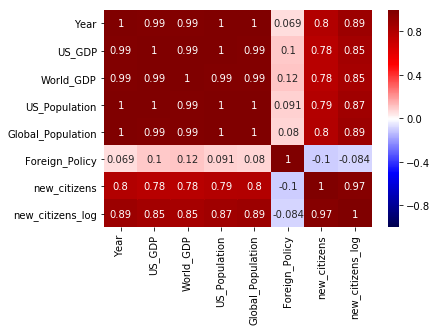 Year 1 0.99 0.99 1 1 0.069 0.8 0.89
US_GDP 0.99 1 0.99 1 0.99 0.1 0.78 0.85
World_GDP 0.99 0.99 1 0.99 0.99 0.12 0.78 0.85
US_Population 1 1 0.99 1 1 0.091 0.79 0.87
Global_Population 1 0.99 0.99 1 1 0.08 0.8 0.89
Foreign_Policy 0.069 0.1 0.12 0.091 0.08 1 -0.1 -0.084
new_citizens 0.8 0.78 0.78 0.79 0.8 -0.1 1 0.97
new_citizens_log 0.89 0.85 0.85 0.87 0.89 -0.084 0.97 1
Year
US_GDP
World_GDP
US_Population
Global_Population
Foreign_Policy
new_citizens
new_citizens_log
0.8
0.4
0.0
−0.4
−0.8